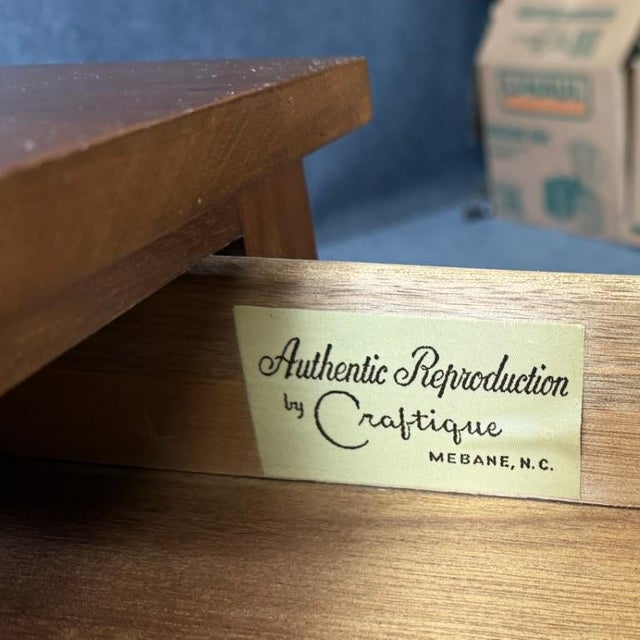 Authentic Reproduction
by Craftique
MEBANE, N.C.